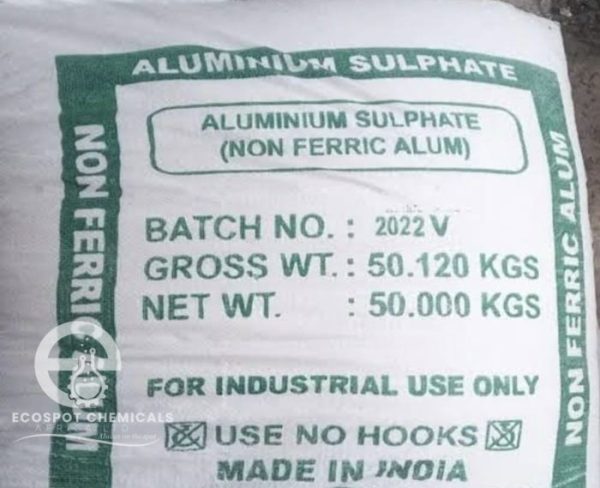 ALUMINIUM SULPHATE
ALUMINIUM SULPHATE
(NON FERRIC ALUM)
NON FERRIC
NON FERRIC ALUM
BATCH NO. : 2022 V
GROSS WT. : 50.120 KGS
NET WT. : 50.000 KGS
FOR INDUSTRIAL USE ONLY
USE NO HOOKS
MADE IN INDIA
ECOSPOT CHEMICALS